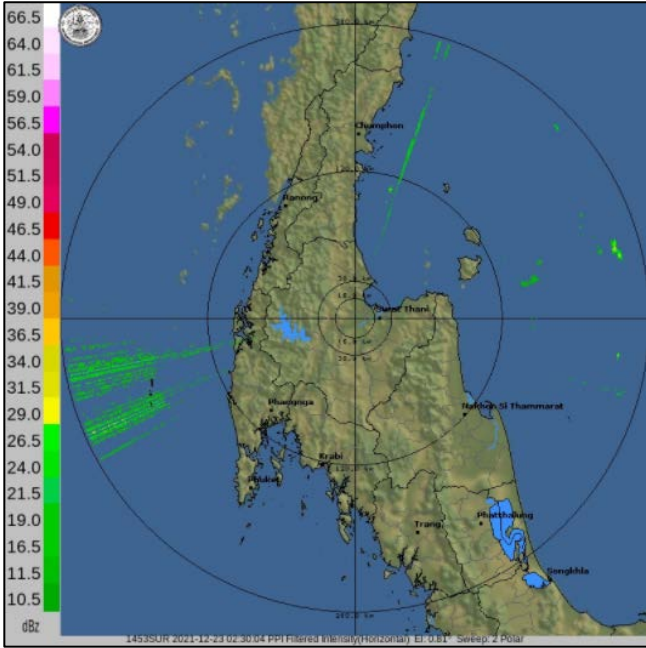 66.5
64.0
61.5
59.0
56.5
54.0
51.5
49.0
46.5
44.0
41.5
39.0
36.5
34.0
31.5
29.0
26.5
24.0
21.5
19.0
16.5
11.5
10.5
dBz
Chumphon
Ranong
Surat Thani
Phangnga
Nakhon Si Thammarat
Krabi
Phuket
Trang
Phatthalung
Songkhla
1453SUR 2021-12-23 02:30:04 PPI Filtered Intensity(Horizontal) El: 0.81° Sweep: 2 Polar